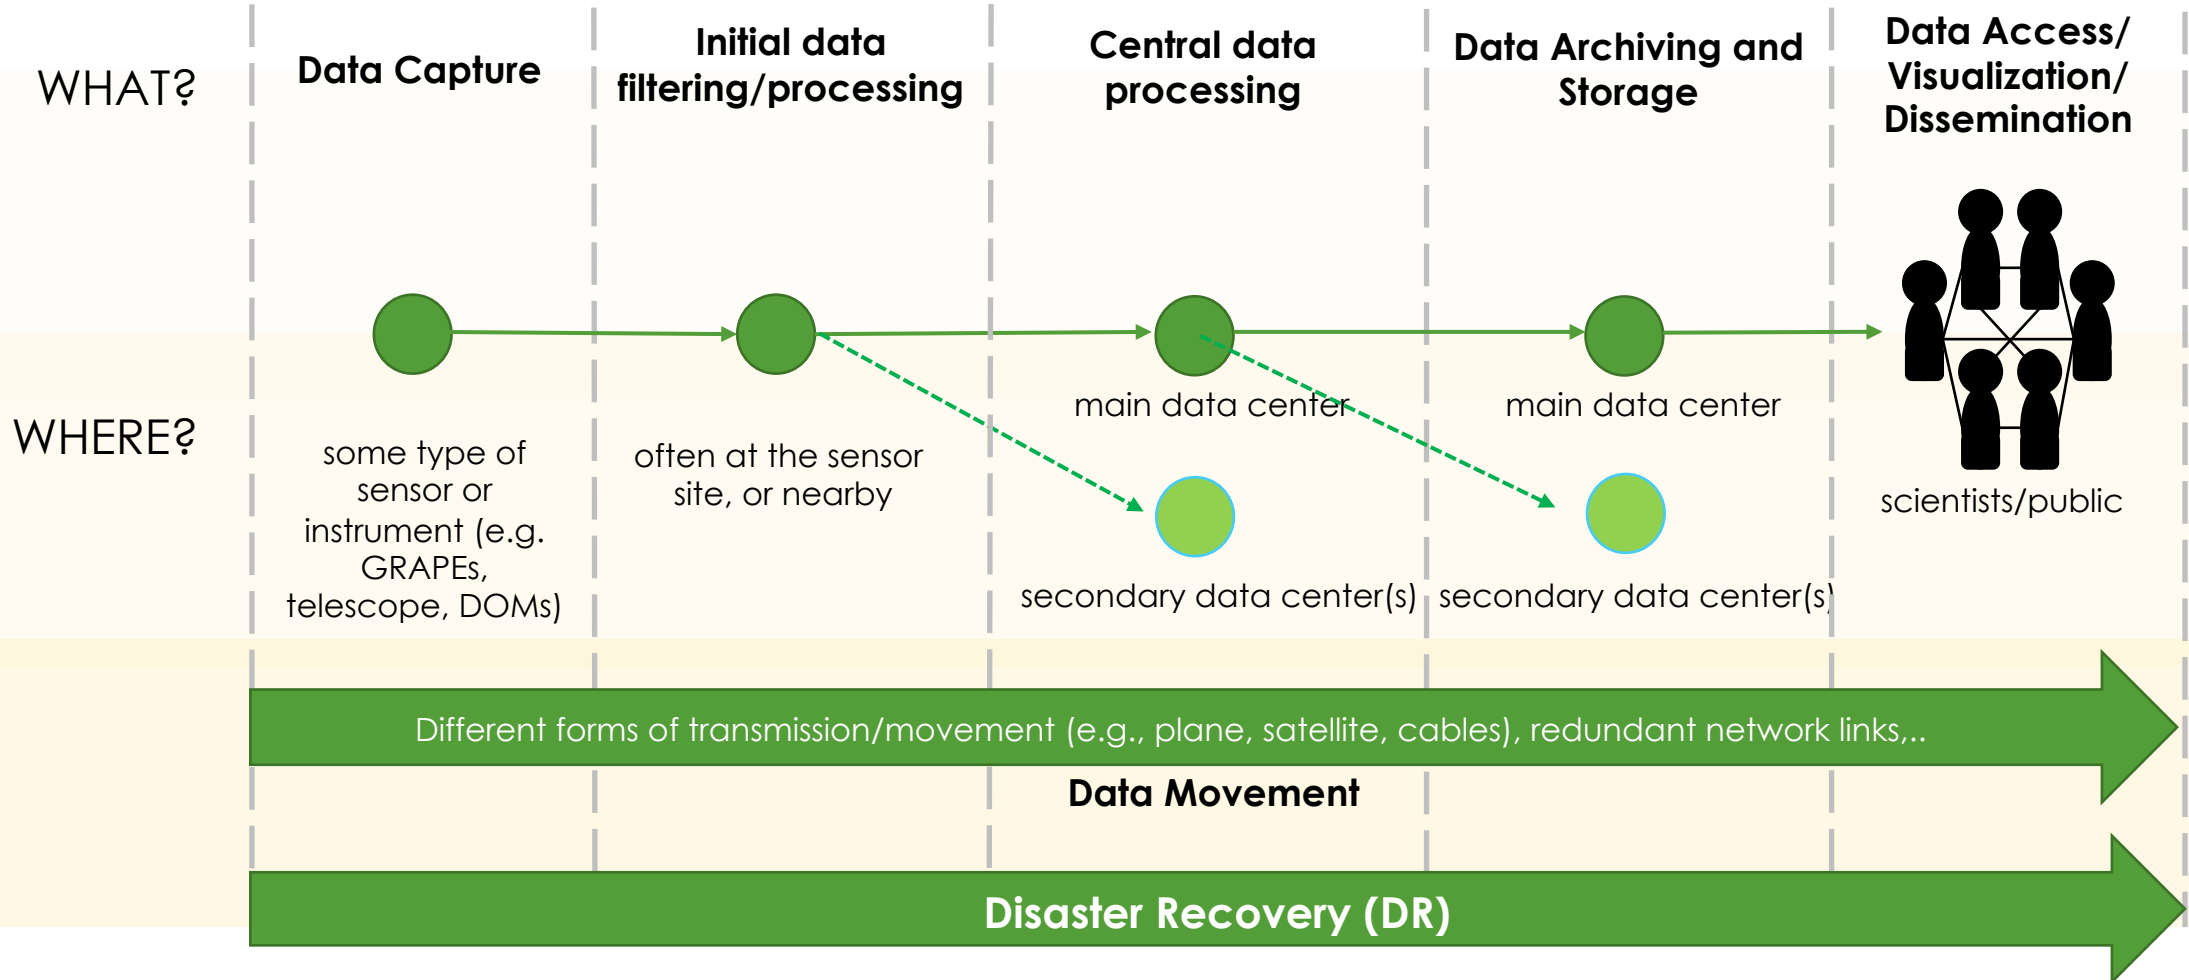 WHAT?
Data Capture
Initial data
filtering/processing
Central data
processing
Data Archiving and
Storage
Data Access/
Visualization/
Dissemination
WHERE?
some type of
sensor or
instrument (e.g.
GRAPEs,
telescope, DOMs)
often at the sensor
site, or nearby
main data center
secondary data center(s)
main data center
secondary data center(s)
scientists/public
Different forms of transmission/movement (e.g., plane, satellite, cables), redundant network links,..
Data Movement
Disaster Recovery (DR)